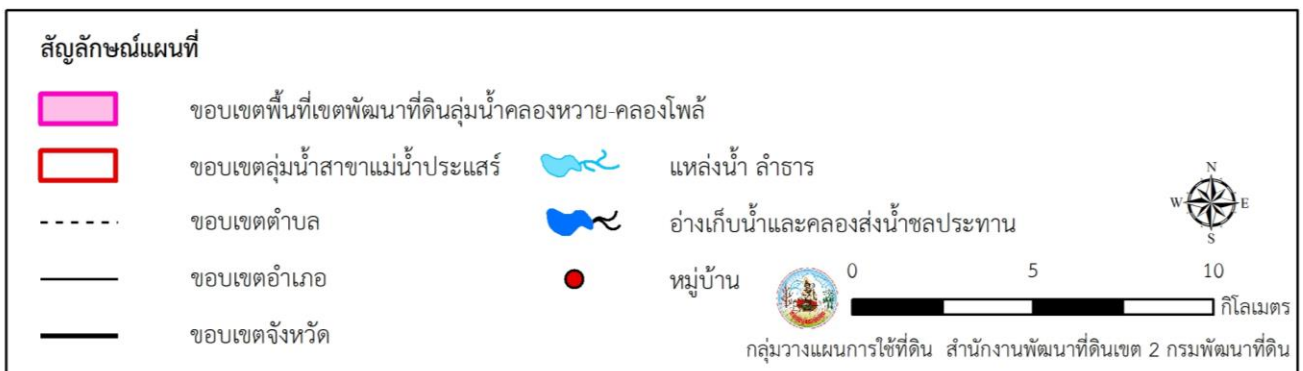 สัญลักษณ์แผนที่
ขอบเขตพื้นที่เขตพัฒนาที่ดินลุ่มน้ำคลองหวาย-คลองโพล้
ขอบเขตลุ่มน้ำสาขาแม่น้ำประแสร์
แหล่งน้ำ ลำธาร
ขอบเขตตำบล
อ่างเก็บน้ำและคลองส่งน้ำชลประทาน
ขอบเขตอำเภอ
หมู่บ้าน
ขอบเขตจังหวัด
N
W E
S
0 5 10
กิโลเมตร
กลุ่มวางแผนการใช้ที่ดิน สำนักงานพัฒนาที่ดินเขต 2 กรมพัฒนาที่ดิน